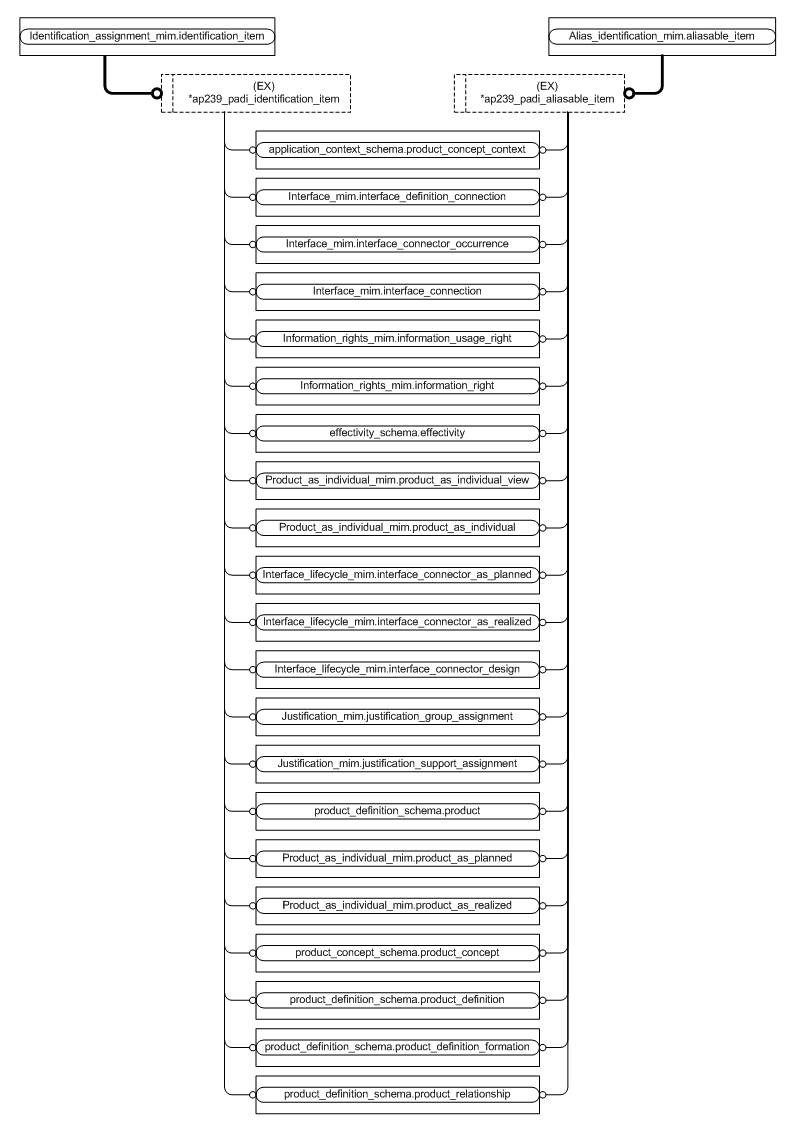 Identification_assignment_mim.identification_item
Alias_identification_mim.aliasable_item
(EX)
*ap239_padi_identification_item
(EX)
*ap239_padi_aliasable_item
application_context_schema.product_concept_context
Interface_mim.interface_definition_connection
Interface_mim.interface_connector_occurrence
Interface_mim.interface_connection
Information_rights_mim.information_usage_right
Information_rights_mim.information_right
effectivity_schema.effectivity
Product_as_individual_mim.product_as_individual_view
Product_as_individual_mim.product_as_individual
Interface_lifecycle_mim.interface_connector_as_planned
Interface_lifecycle_mim.interface_connector_as_realized
Interface_lifecycle_mim.interface_connector_design
Justification_mim.justification_group_assignment
Justification_mim.justification_support_assignment
product_definition_schema.product
Product_as_individual_mim.product_as_planned
Product_as_individual_mim.product_as_realized
product_concept_schema.product_concept
product_definition_schema.product_definition
product_definition_schema.product_definition_formation
product_definition_schema.product_relationship